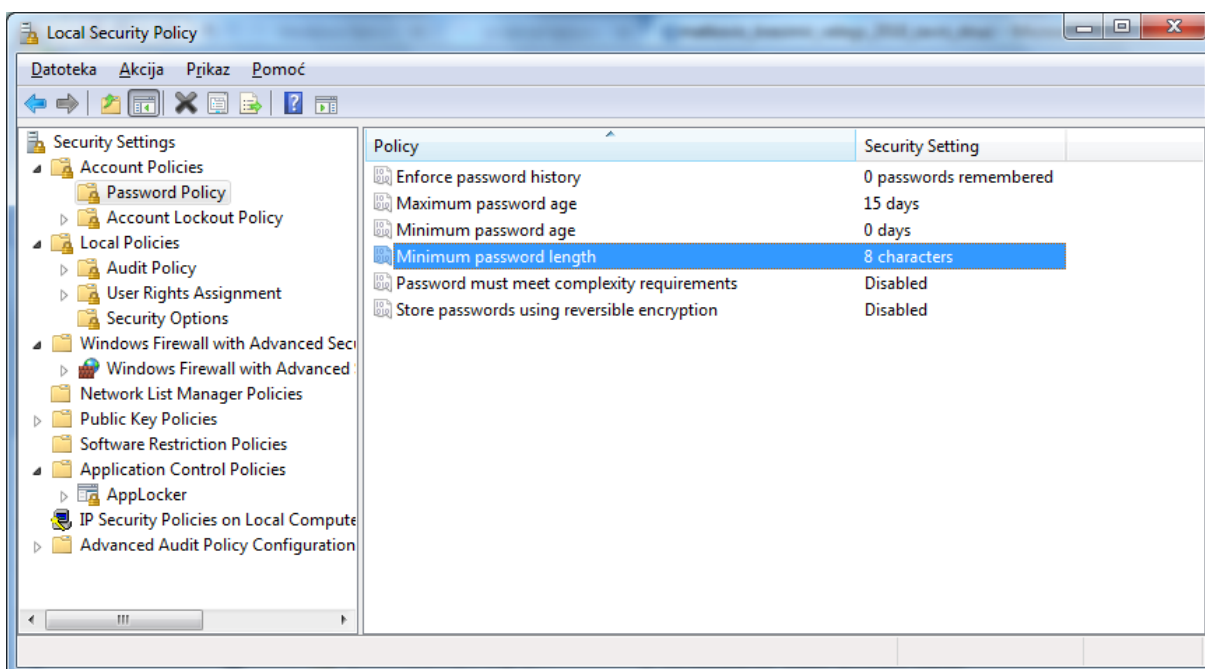 Local Security Policy
Datoteka Akcija Prikaz Pomoć
Security Settings
Account Policies
Password Policy
Account Lockout Policy
Local Policies
Audit Policy
User Rights Assignment
Security Options
Windows Firewall with Advanced Secu
Windows Firewall with Advanced
Network List Manager Policies
Public Key Policies
Software Restriction Policies
Application Control Policies
AppLocker
IP Security Policies on Local Compute
Advanced Audit Policy Configuration
Policy Security Setting
Enforce password history 0 passwords remembered
Maximum password age 15 days
Minimum password age 0 days
Minimum password length 8 characters
Password must meet complexity requirements Disabled
Store passwords using reversible encryption Disabled